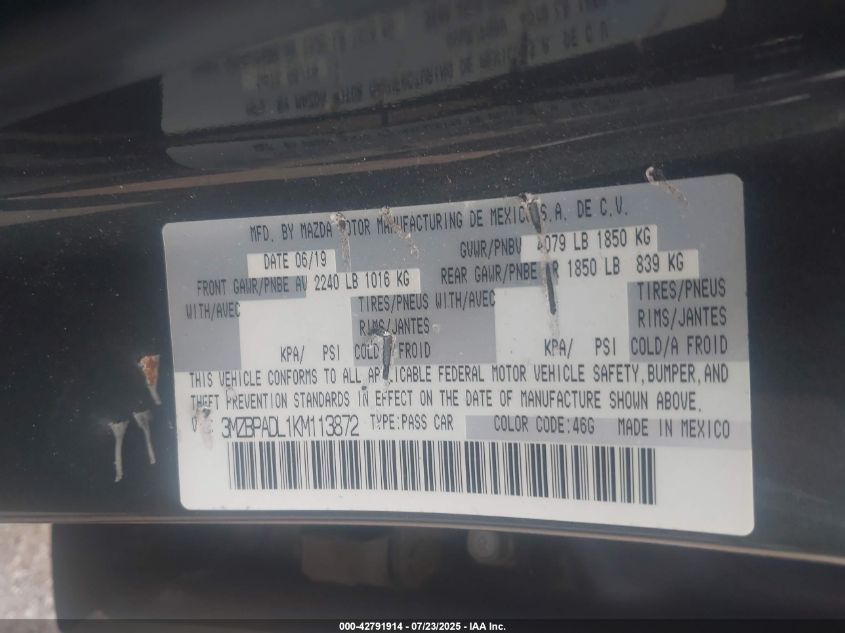 MFD. BY MAZDA MOTOR MANUFACTURING DE MEXICO S.A. DE C.V.
DATE 06/19 GVWR/PNBV 4079 LB 1850 KG
FRONT GAWR/PNBE AV 2240 LB 1016 KG REAR GAWR/PNBE AR 1850 LB 839 KG
WITH/AVEC TIRES/PNEUS WITH/AVEC TIRES/PNEUS
RIMS/JANTES RIMS/JANTES
KPA/ PSI COLD/A FROID KPA/ PSI COLD/A FROID
THIS VEHICLE CONFORMS TO ALL APPLICABLE FEDERAL MOTOR VEHICLE SAFETY, BUMPER, AND
THEFT PREVENTION STANDARDS IN EFFECT ON THE DATE OF MANUFACTURE SHOWN ABOVE.
3MZBPADL1KM113872 TYPE:PASS CAR COLOR CODE:46G MADE IN MEXICO
000-42791914 - 07/23/2025 - IAA Inc.